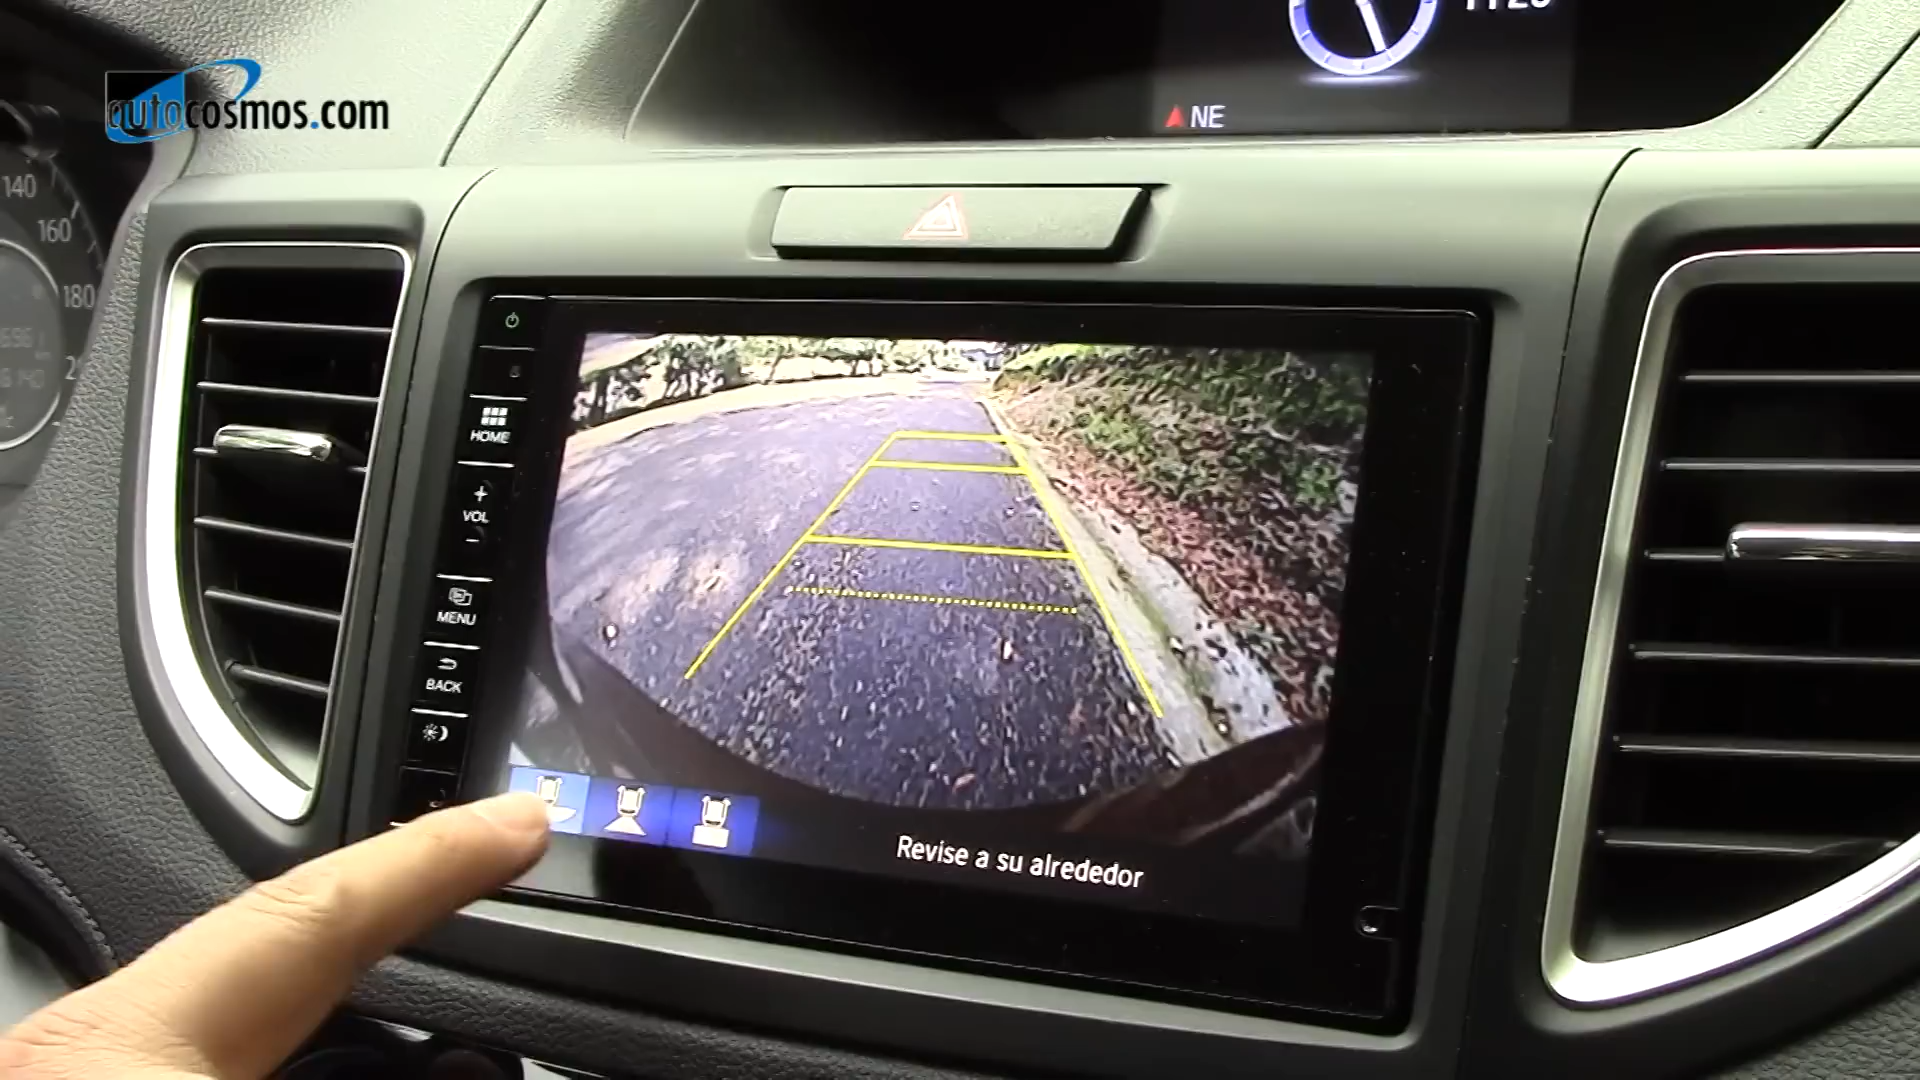 autocosmos.com
NE
140
160
180
HOME
+
VOL
-
MENU
BACK
Revise a su alrededor